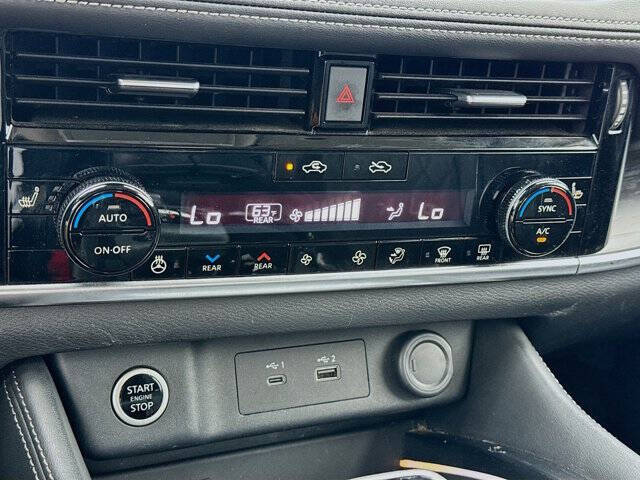 AUTO
ON·OFF
Lo
63°F
REAR
Lo
SYNC
A/C
REAR
REAR
FRONT
REAR
1
2
START
ENGINE
STOP